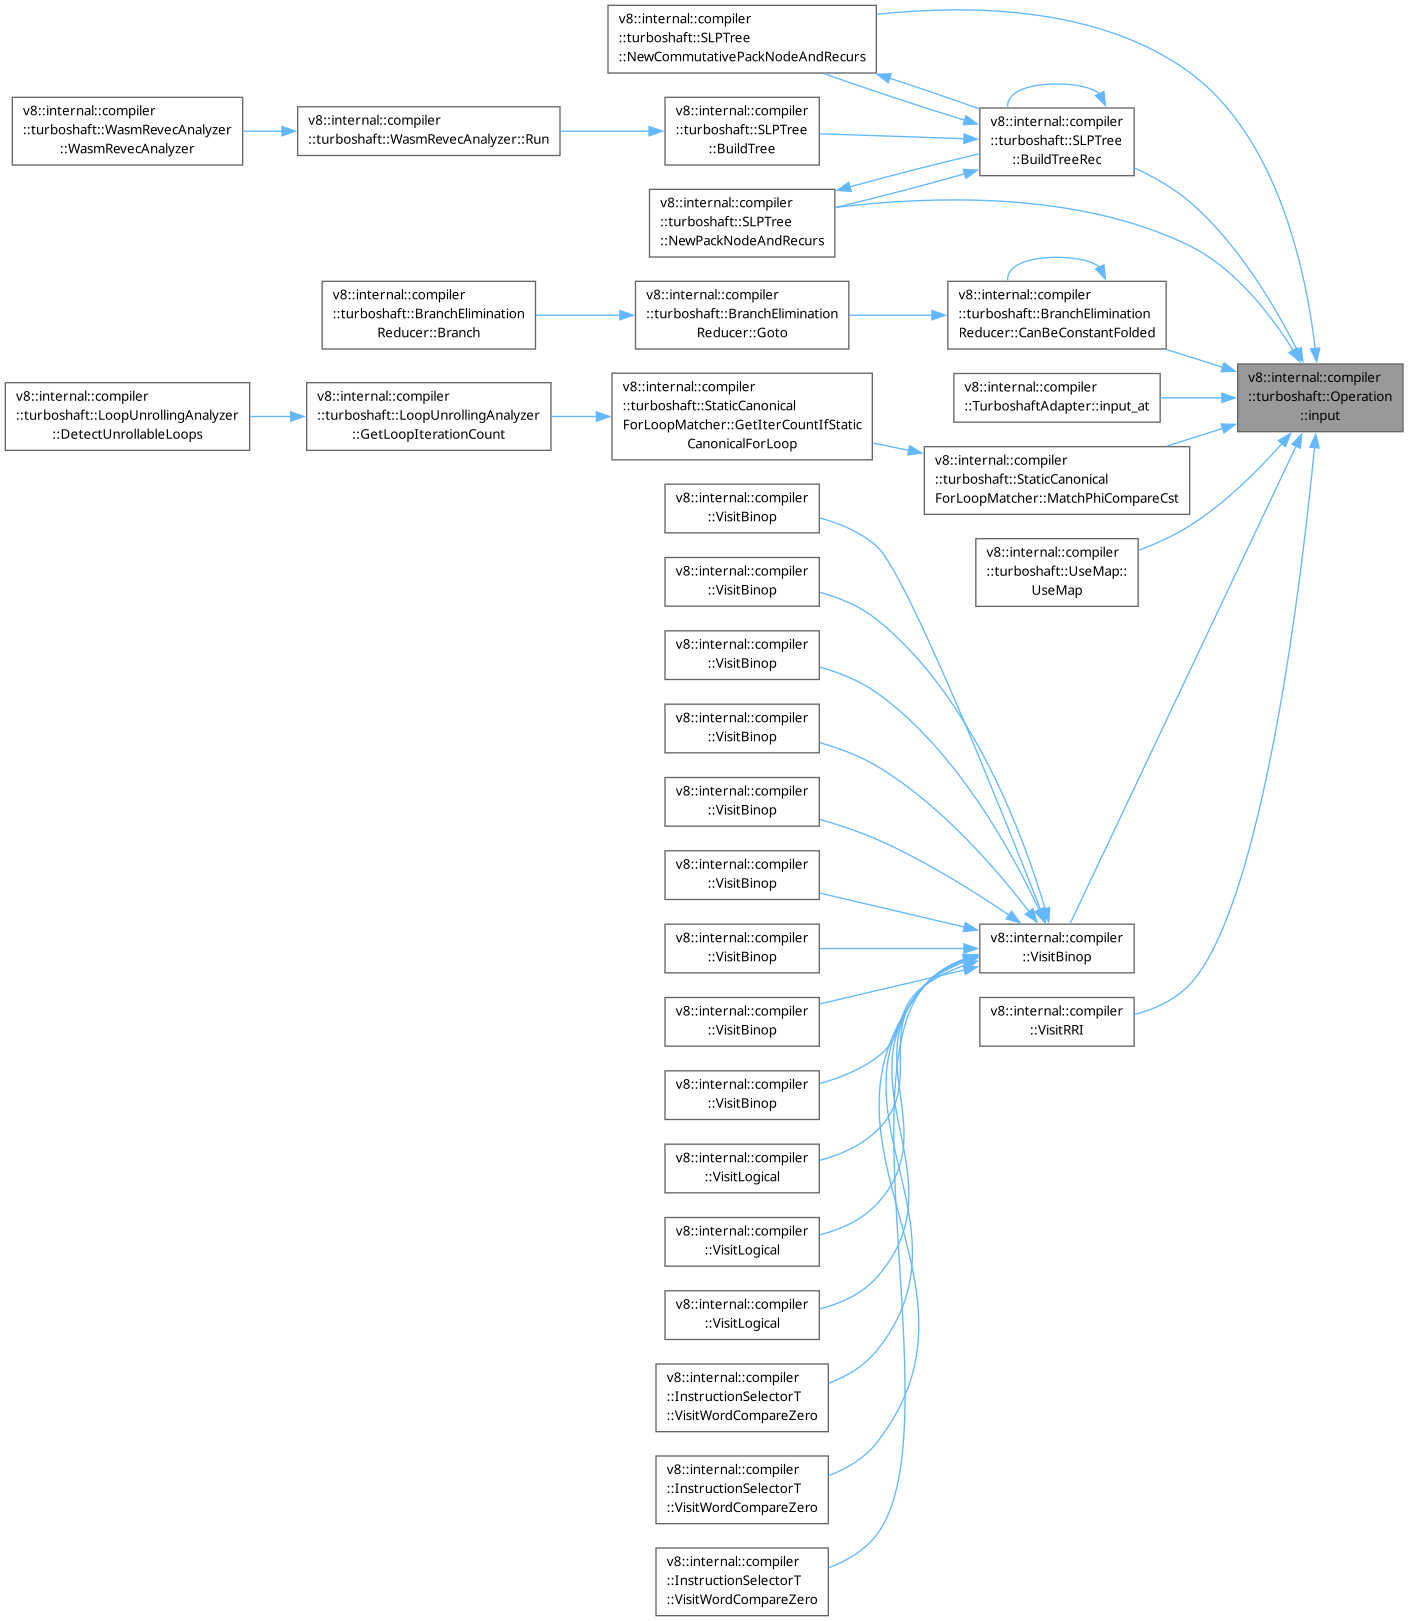 v8::internal::compiler
::turboshaft::SLPTree
::NewCommutativePackNodeAndRecurs
v8::internal::compiler
::turboshaft::WasmRevecAnalyzer
::WasmRevecAnalyzer
v8::internal::compiler
::turboshaft::WasmRevecAnalyzer::Run
v8::internal::compiler
::turboshaft::SLPTree
::BuildTree
v8::internal::compiler
::turboshaft::SLPTree
::BuildTreeRec
v8::internal::compiler
::turboshaft::SLPTree
::NewPackNodeAndRecurs
v8::internal::compiler
::turboshaft::BranchElimination
Reducer::Branch
v8::internal::compiler
::turboshaft::BranchElimination
Reducer::Goto
v8::internal::compiler
::turboshaft::BranchElimination
Reducer::CanBeConstantFolded
v8::internal::compiler
::turboshaft::Operation
::input
v8::internal::compiler
::turboshaft::LoopUnrollingAnalyzer
::DetectUnrollableLoops
v8::internal::compiler
::turboshaft::LoopUnrollingAnalyzer
::GetLoopIterationCount
v8::internal::compiler
::turboshaft::StaticCanonical
ForLoopMatcher::GetIterCountIfStatic
CanonicalForLoop
v8::internal::compiler
::TurboshaftAdapter::input_at
v8::internal::compiler
::turboshaft::StaticCanonical
ForLoopMatcher::MatchPhiCompareCst
v8::internal::compiler
::VisitBinop
v8::internal::compiler
::turboshaft::UseMap::
UseMap
v8::internal::compiler
::VisitBinop
v8::internal::compiler
::VisitBinop
v8::internal::compiler
::VisitBinop
v8::internal::compiler
::VisitBinop
v8::internal::compiler
::VisitBinop
v8::internal::compiler
::VisitBinop
v8::internal::compiler
::VisitBinop
v8::internal::compiler
::VisitBinop
v8::internal::compiler
::VisitRRI
v8::internal::compiler
::VisitBinop
v8::internal::compiler
::VisitLogical
v8::internal::compiler
::VisitLogical
v8::internal::compiler
::VisitLogical
v8::internal::compiler
::InstructionSelectorT
::VisitWordCompareZero
v8::internal::compiler
::InstructionSelectorT
::VisitWordCompareZero
v8::internal::compiler
::InstructionSelectorT
::VisitWordCompareZero